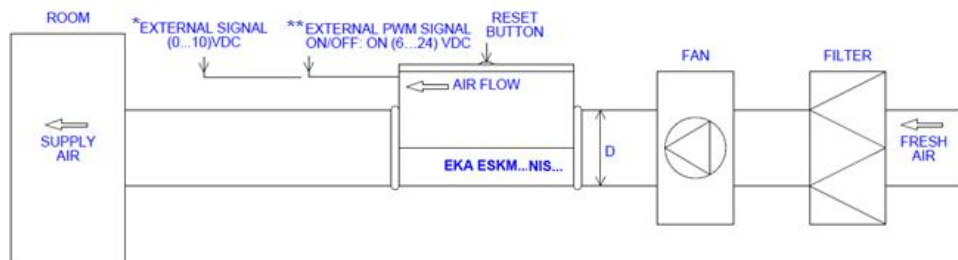 ROOM
*EXTERNAL SIGNAL
(0...10)VDC
**EXTERNAL PWM SIGNAL
ON/OFF: ON (6...24) VDC
RESET
BUTTON
FAN
FILTER
AIR FLOW
SUPPLY
AIR
EKA ESKM...NIS...
D
FRESH
AIR